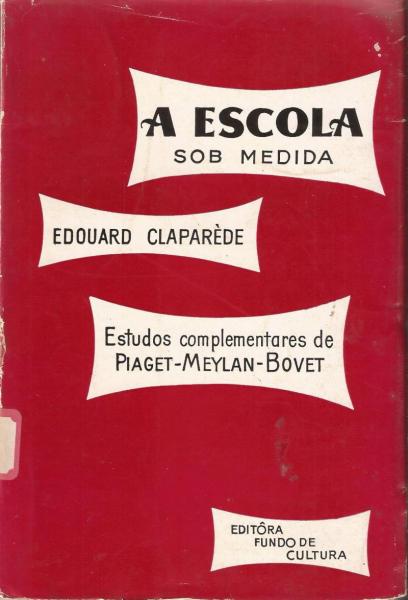 A ESCOLA
SOB MEDIDA
EDOUARD CLAPARÈDE
Estudos complementares de
PIAGET-MEYLAN-BOVET
EDITÔRA
FUNDO DE
CULTURA